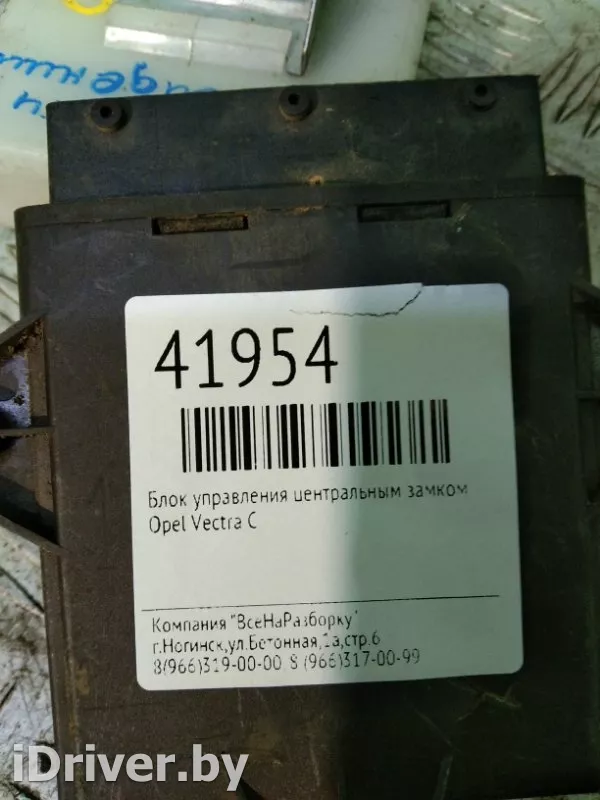 41954
Блок управления центральным замком
Opel Vectra C
Компания "ВсеНаРазборку"
г.Ногинск,ул.Бетонная,1а,стр.6
8(966)319-00-00 8 (966)317-00-99
iDriver.by